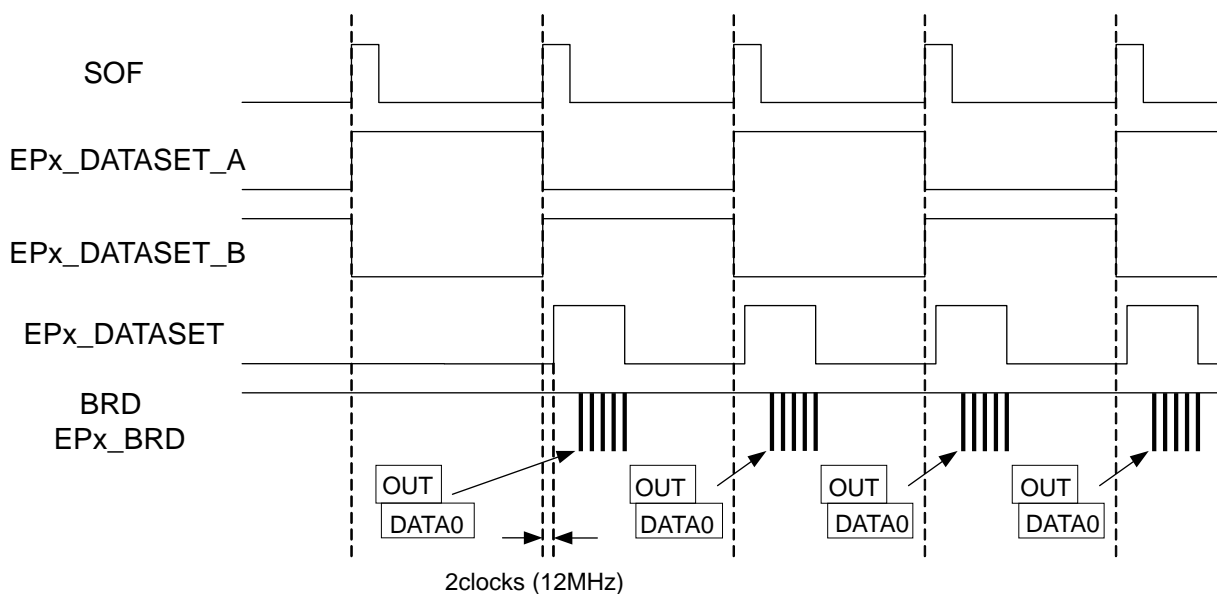 SOF
EPx_DATASET_A
EPx_DATASET_B
EPx_DATASET
BRD
EPx_BRD
OUT
DATA0
OUT
DATA0
OUT
DATA0
OUT
DATA0
2clocks (12MHz)